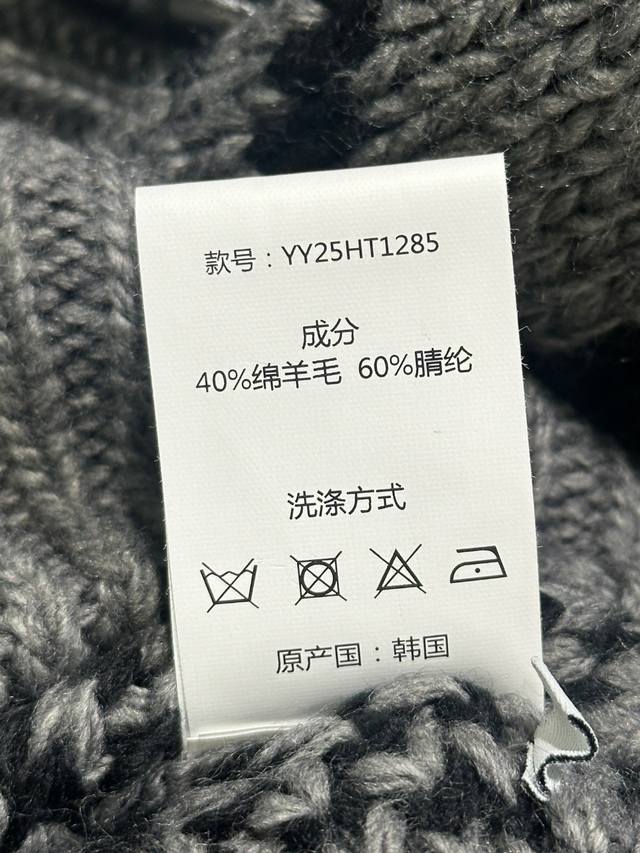 款号：YY25HT1285
成分
40%绵羊毛 60%腈纶
洗涤方式
原产国：韩国